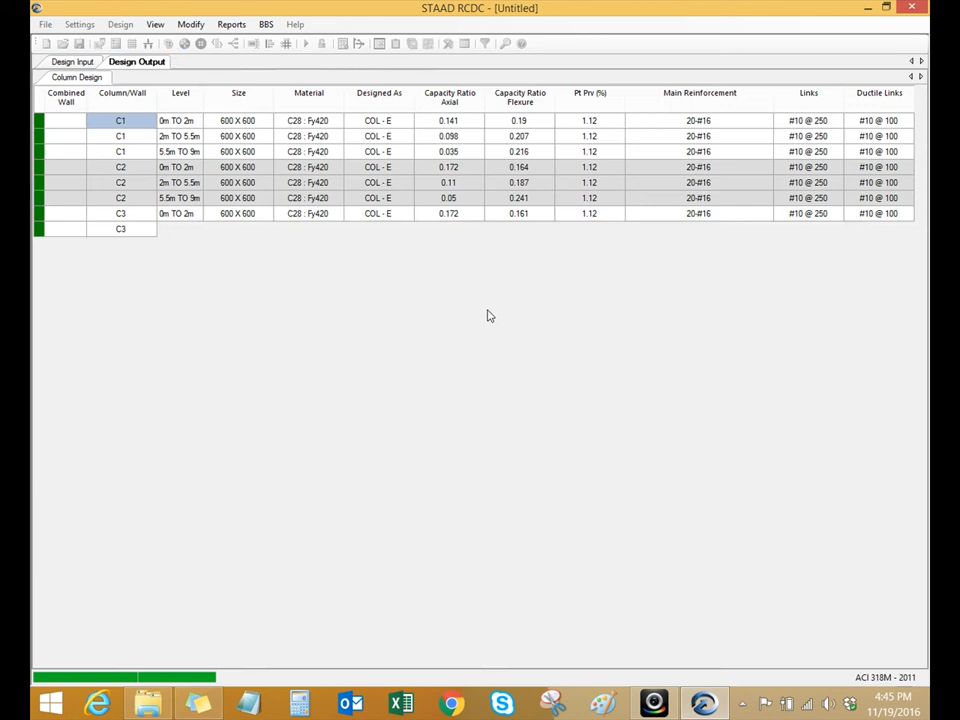 STAAD RCDC - [Untitled]
File Settings Design View Modify Reports BBS Help
Design Input Design Output
Column Design
Combined Wall Column/Wall Level Size Designed As Material Capacity Ratio Axial Capacity Ratio Flexure Pt Prv (%) Main Reinforcement Links Ductile Links
C1 0m TO 2m 600 X 600 C28 : Fy420 COL - E 0.141 0.19 1.12 20-#16 #10 @ 250 #10 @ 100
C1 2m TO 5.5m 600 X 600 C28 : Fy420 COL - E 0.098 0.207 1.12 20-#16 #10 @ 250 #10 @ 100
C1 5.5m TO 9m 600 X 600 C28 : Fy420 COL - E 0.035 0.216 1.12 20-#16 #10 @ 250 #10 @ 100
C2 0m TO 2m 600 X 600 C28 : Fy420 COL - E 0.172 0.164 1.12 20-#16 #10 @ 250 #10 @ 100
C2 2m TO 5.5m 600 X 600 C28 : Fy420 COL - E 0.11 0.187 1.12 20-#16 #10 @ 250 #10 @ 100
C2 5.5m TO 9m 600 X 600 C28 : Fy420 COL - E 0.05 0.241 1.12 20-#16 #10 @ 250 #10 @ 100
C3 0m TO 2m 600 X 600 C28 : Fy420 COL - E 0.172 0.161 1.12 20-#16 #10 @ 250 #10 @ 100
C3
ACI 318M - 2011
4:45 PM
11/19/2016